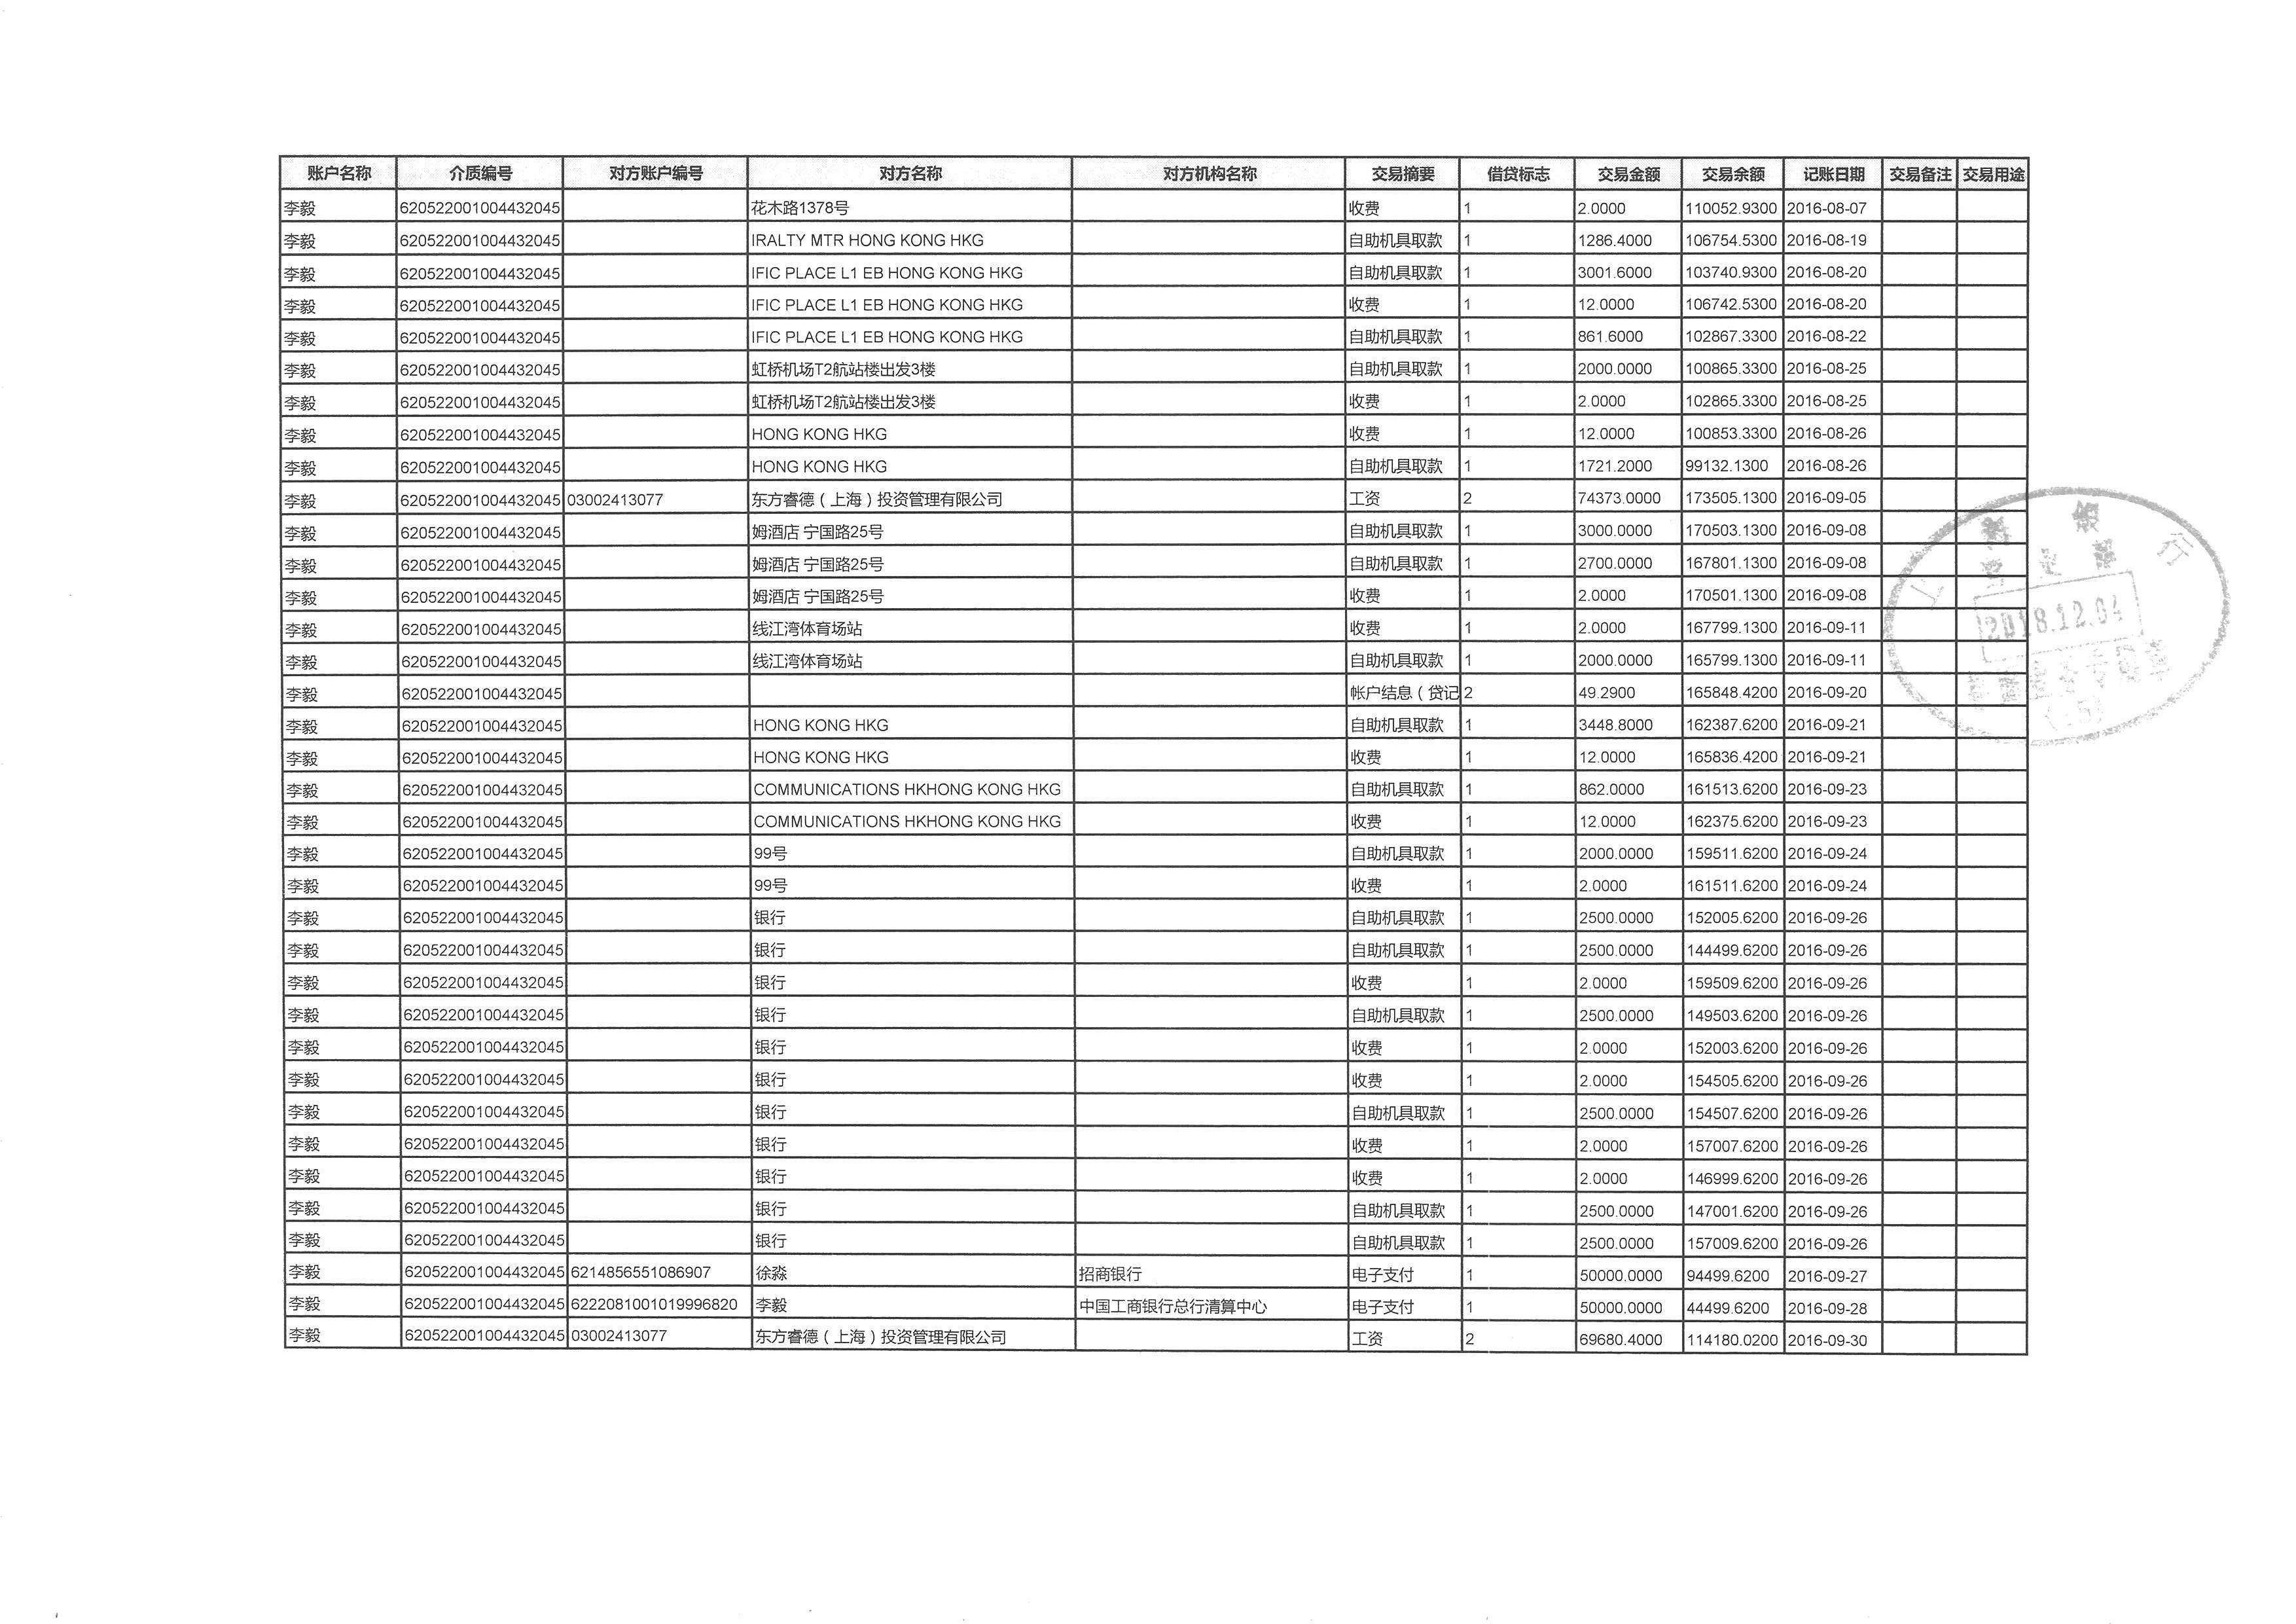 账户名称 介质编号 对方账户编号 对方名称 对方机构名称 交易摘要 借贷标志 交易金额 交易余额 记账日期 交易备注 交易用途
李毅 620522001004432045 花木路1378号 收费 1 2.0000 110052.9300 2016-08-07
李毅 620522001004432045 IRALTY MTR HONG KONG HKG 自助机具取款 1 1286.4000 106754.5300 2016-08-19
李毅 620522001004432045 IFIC PLACE L1 EB HONG KONG HKG 自助机具取款 1 3001.6000 103740.9300 2016-08-20
李毅 620522001004432045 IFIC PLACE L1 EB HONG KONG HKG 收费 1 12.0000 106742.5300 2016-08-20
李毅 620522001004432045 IFIC PLACE L1 EB HONG KONG HKG 自助机具取款 1 861.6000 102867.3300 2016-08-22
李毅 620522001004432045 虹桥机场T2航站楼出发3楼 自助机具取款 1 2000.0000 100865.3300 2016-08-25
李毅 620522001004432045 虹桥机场T2航站楼出发3楼 收费 1 2.0000 102865.3300 2016-08-25
李毅 620522001004432045 HONG KONG HKG 收费 1 12.0000 100853.3300 2016-08-26
李毅 620522001004432045 HONG KONG HKG 自助机具取款 1 1721.2000 99132.1300 2016-08-26
李毅 620522001004432045 03002413077 东方睿德（上海）投资管理有限公司 工资 2 74373.0000 173505.1300 2016-09-05
李毅 620522001004432045 姆酒店 宁国路25号 自助机具取款 1 3000.0000 170503.1300 2016-09-08
李毅 620522001004432045 姆酒店 宁国路25号 自助机具取款 1 2700.0000 167801.1300 2016-09-08
李毅 620522001004432045 姆酒店 宁国路25号 收费 1 2.0000 170501.1300 2016-09-08
李毅 620522001004432045 线江湾体育场站 收费 1 2.0000 167799.1300 2016-09-11
李毅 620522001004432045 线江湾体育场站 自助机具取款 1 2000.0000 165799.1300 2016-09-11
李毅 620522001004432045 帐户结息（贷记 2 49.2900 165848.4200 2016-09-20
李毅 620522001004432045 HONG KONG HKG 自助机具取款 1 3448.8000 162387.6200 2016-09-21
李毅 620522001004432045 HONG KONG HKG 收费 1 12.0000 165836.4200 2016-09-21
李毅 620522001004432045 COMMUNICATIONS HKHONG KONG HKG 自助机具取款 1 862.0000 161513.6200 2016-09-23
李毅 620522001004432045 COMMUNICATIONS HKHONG KONG HKG 收费 1 12.0000 162375.6200 2016-09-23
李毅 620522001004432045 99号 自助机具取款 1 2000.0000 159511.6200 2016-09-24
李毅 620522001004432045 99号 收费 1 2.0000 161511.6200 2016-09-24
李毅 620522001004432045 银行 自助机具取款 1 2500.0000 152005.6200 2016-09-26
李毅 620522001004432045 银行 自助机具取款 1 2500.0000 144499.6200 2016-09-26
李毅 620522001004432045 银行 收费 1 2.0000 159509.6200 2016-09-26
李毅 620522001004432045 银行 自助机具取款 1 2500.0000 149503.6200 2016-09-26
李毅 620522001004432045 银行 收费 1 2.0000 152003.6200 2016-09-26
李毅 620522001004432045 银行 收费 1 2.0000 154505.6200 2016-09-26
李毅 620522001004432045 银行 自助机具取款 1 2500.0000 154507.6200 2016-09-26
李毅 620522001004432045 银行 收费 1 2.0000 157007.6200 2016-09-26
李毅 620522001004432045 银行 收费 1 2.0000 146999.6200 2016-09-26
李毅 620522001004432045 银行 自助机具取款 1 2500.0000 147001.6200 2016-09-26
李毅 620522001004432045 银行 自助机具取款 1 2500.0000 157009.6200 2016-09-26
李毅 620522001004432045 6214856551086907 徐淼 招商银行 电子支付 1 50000.0000 94499.6200 2016-09-27
李毅 620522001004432045 6222081001019996820 李毅 中国工商银行总行清算中心 电子支付 1 50000.0000 44499.6200 2016-09-28
李毅 620522001004432045 03002413077 东方睿德（上海）投资管理有限公司 工资 2 69680.4000 114180.0200 2016-09-30
上海银行
2018.12.04